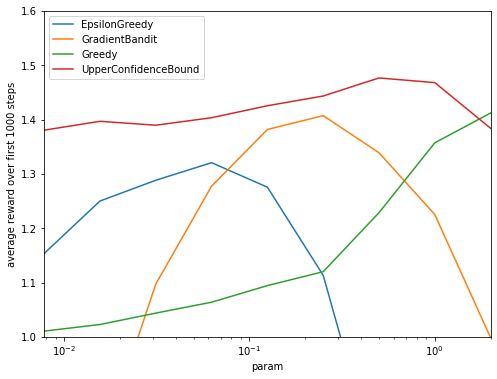 1.6
1.5
1.4
1.3
1.2
1.1
1.0
average reward over first 1000 steps
EpsilonGreedy
GradientBandit
Greedy
UpperConfidenceBound
10⁻²
10⁻¹
10⁰
param